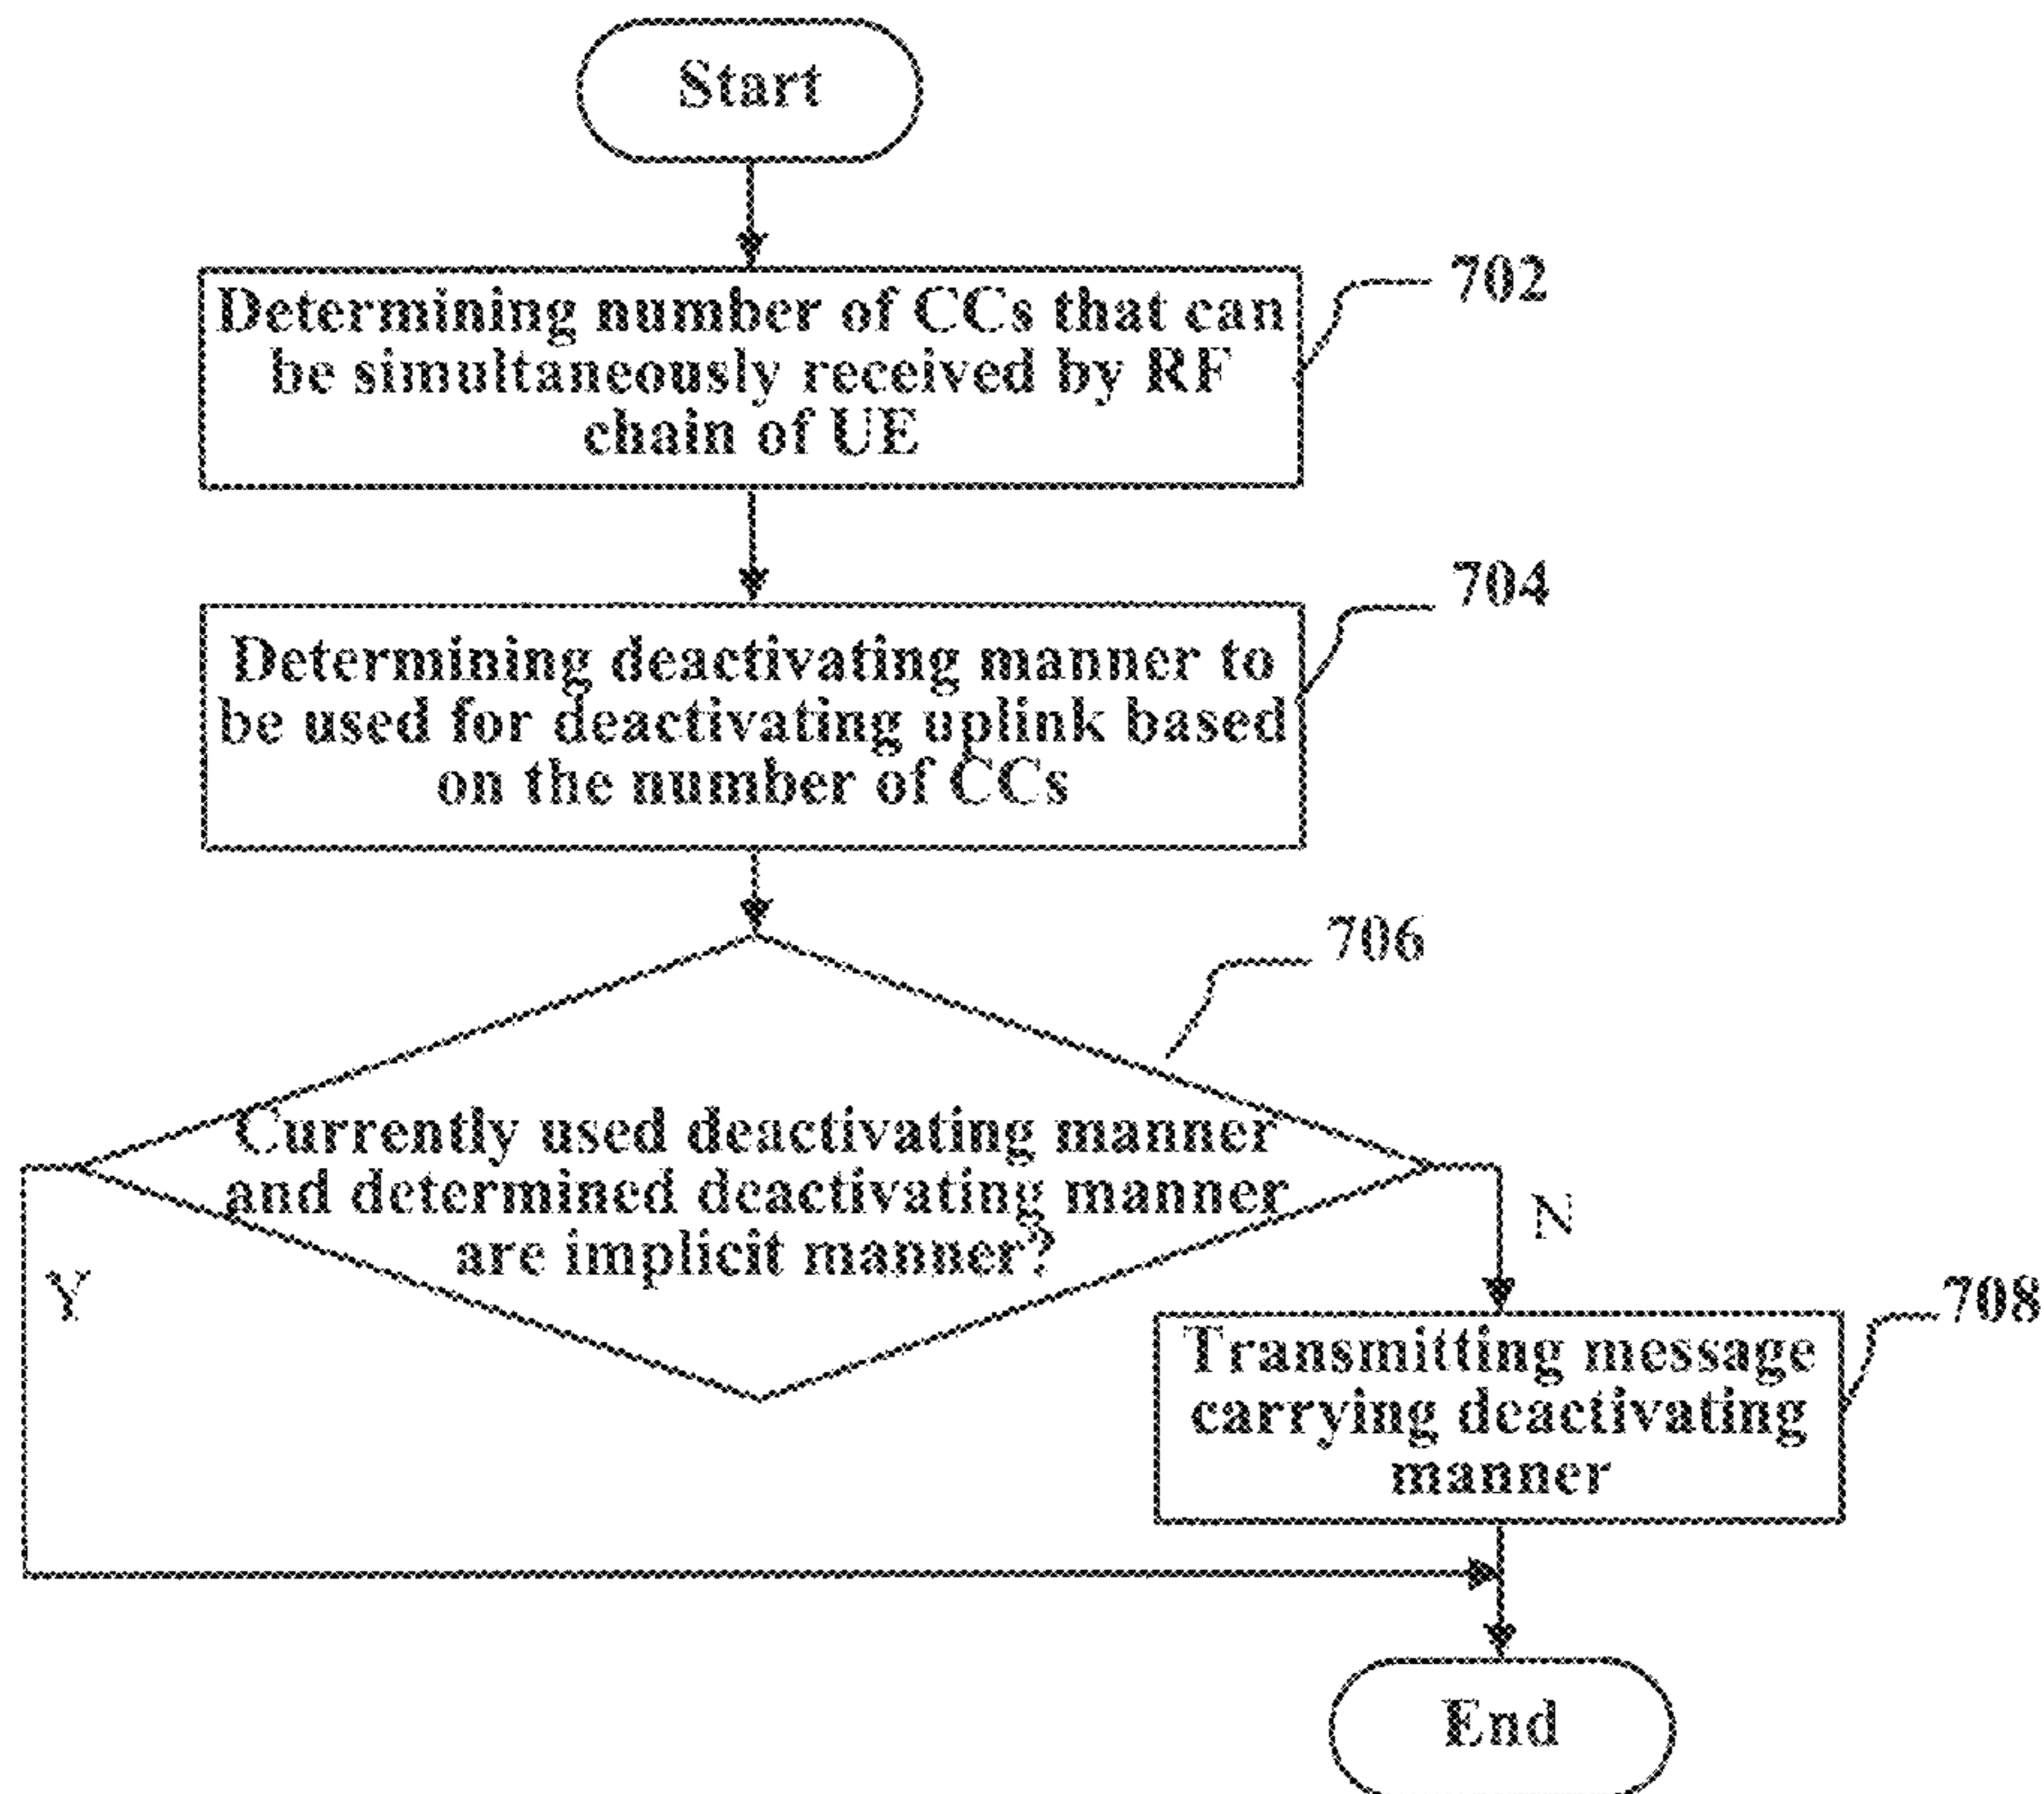 Start
Determining number of CCs that can
be simultaneously received by RF
chain of UE
702
Determining deactivating manner to
be used for deactivating uplink based
on the number of CCs
704
706
Currently used deactivating manner
and determined deactivating manner
are implicit manner?
Y
N
Transmitting message
carrying deactivating
manner
708
End